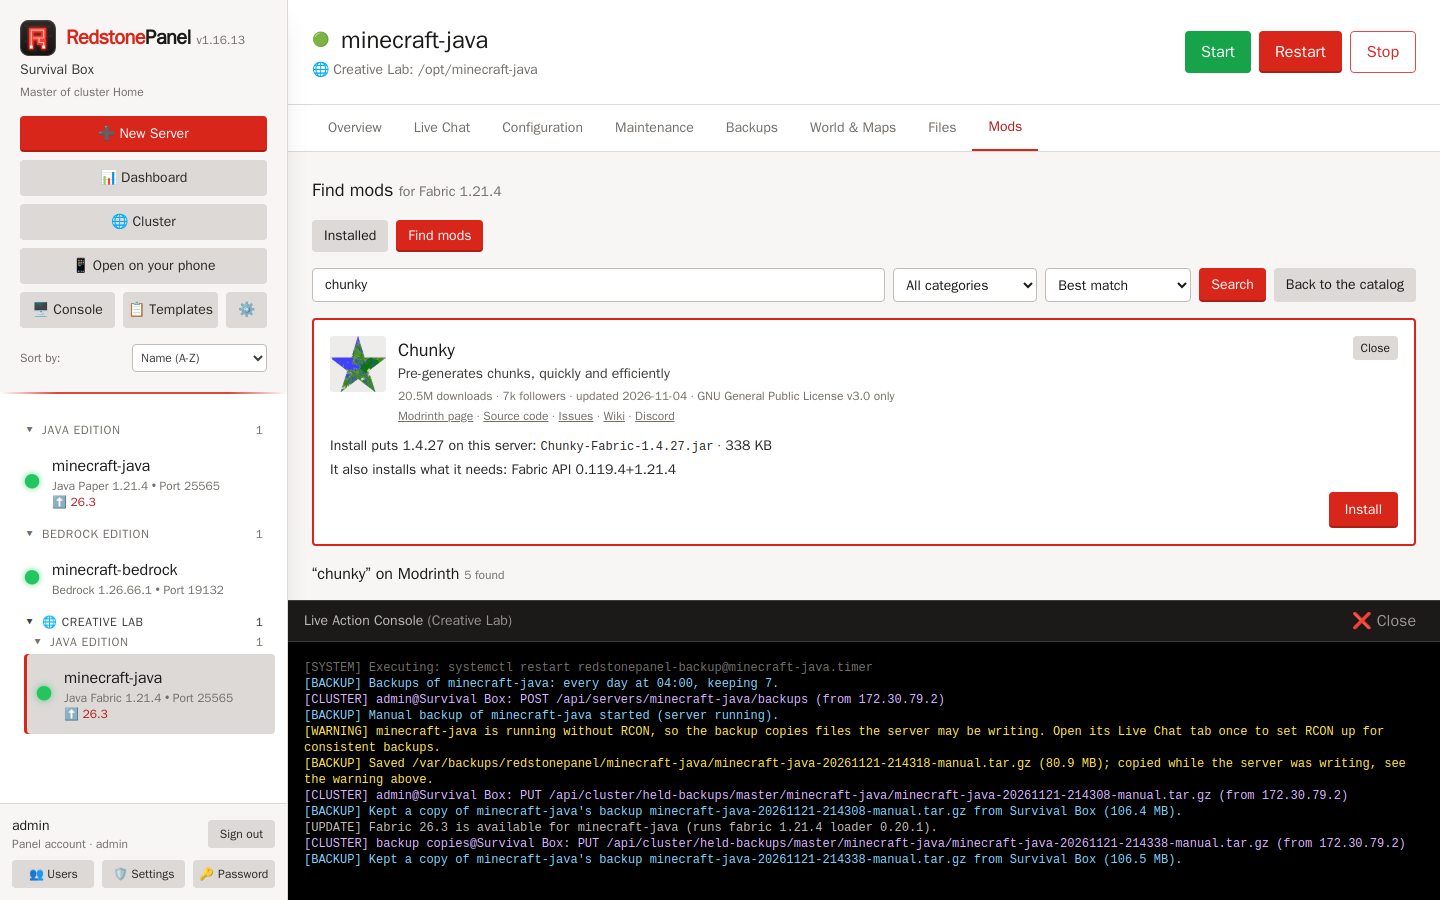 RedstonePanel v1.16.13
Survival Box
Master of cluster Home
➕ New Server
📊 Dashboard
🌐 Cluster
📱 Open on your phone
🖥️ Console
📋 Templates
⚙️
Sort by:
Name (A-Z)
▼ JAVA EDITION 1
minecraft-java
Java Paper 1.21.4 • Port 25565
⬆️ 26.3
▼ BEDROCK EDITION 1
minecraft-bedrock
Bedrock 1.26.66.1 • Port 19132
▼ 🌐 CREATIVE LAB 1
▼ JAVA EDITION 1
minecraft-java
Java Fabric 1.21.4 • Port 25565
⬆️ 26.3
admin
Panel account · admin
Sign out
👥 Users
🛡️ Settings
🔑 Password
minecraft-java
🌐 Creative Lab: /opt/minecraft-java
Start
Restart
Stop
Overview
Live Chat
Configuration
Maintenance
Backups
World & Maps
Files
Mods
Find mods for Fabric 1.21.4
Installed
Find mods
chunky
All categories
Best match
Search
Back to the catalog
Chunky
Close
Pre-generates chunks, quickly and efficiently
20.5M downloads · 7k followers · updated 2026-11-04 · GNU General Public License v3.0 only
Modrinth page · Source code · Issues · Wiki · Discord
Install puts 1.4.27 on this server: Chunky-Fabric-1.4.27.jar · 338 KB
It also installs what it needs: Fabric API 0.119.4+1.21.4
Install
“chunky” on Modrinth 5 found
Live Action Console (Creative Lab)
❌ Close
[SYSTEM] Executing: systemctl restart redstonepanel-backup@minecraft-java.timer
[BACKUP] Backups of minecraft-java: every day at 04:00, keeping 7.
[CLUSTER] admin@Survival Box: POST /api/servers/minecraft-java/backups (from 172.30.79.2)
[BACKUP] Manual backup of minecraft-java started (server running).
[WARNING] minecraft-java is running without RCON, so the backup copies files the server may be writing. Open its Live Chat tab once to set RCON up for
consistent backups.
[BACKUP] Saved /var/backups/redstonepanel/minecraft-java/minecraft-java-20261121-214318-manual.tar.gz (80.9 MB); copied while the server was writing, see
the warning above.
[CLUSTER] admin@Survival Box: PUT /api/cluster/held-backups/master/minecraft-java/minecraft-java-20261121-214308-manual.tar.gz (from 172.30.79.2)
[BACKUP] Kept a copy of minecraft-java's backup minecraft-java-20261121-214308-manual.tar.gz from Survival Box (106.4 MB).
[UPDATE] Fabric 26.3 is available for minecraft-java (runs fabric 1.21.4 loader 0.20.1).
[CLUSTER] backup copies@Survival Box: PUT /api/cluster/held-backups/master/minecraft-java/minecraft-java-20261121-214338-manual.tar.gz (from 172.30.79.2)
[BACKUP] Kept a copy of minecraft-java's backup minecraft-java-20261121-214338-manual.tar.gz from Survival Box (106.5 MB).